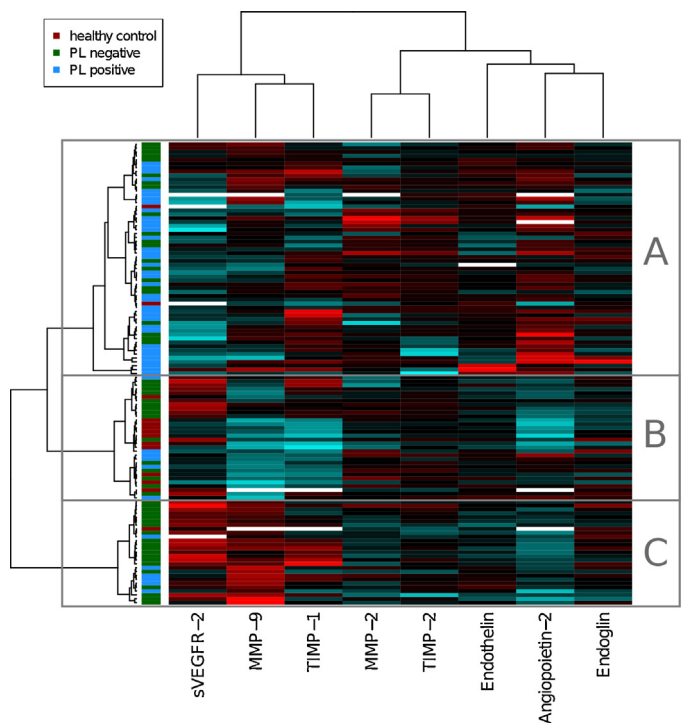 healthy control
PL negative
PL positive
A
B
C
sVEGFR−2
MMP−9
TIMP−1
MMP−2
TIMP−2
Endothelin
Angiopoietin−2
Endoglin